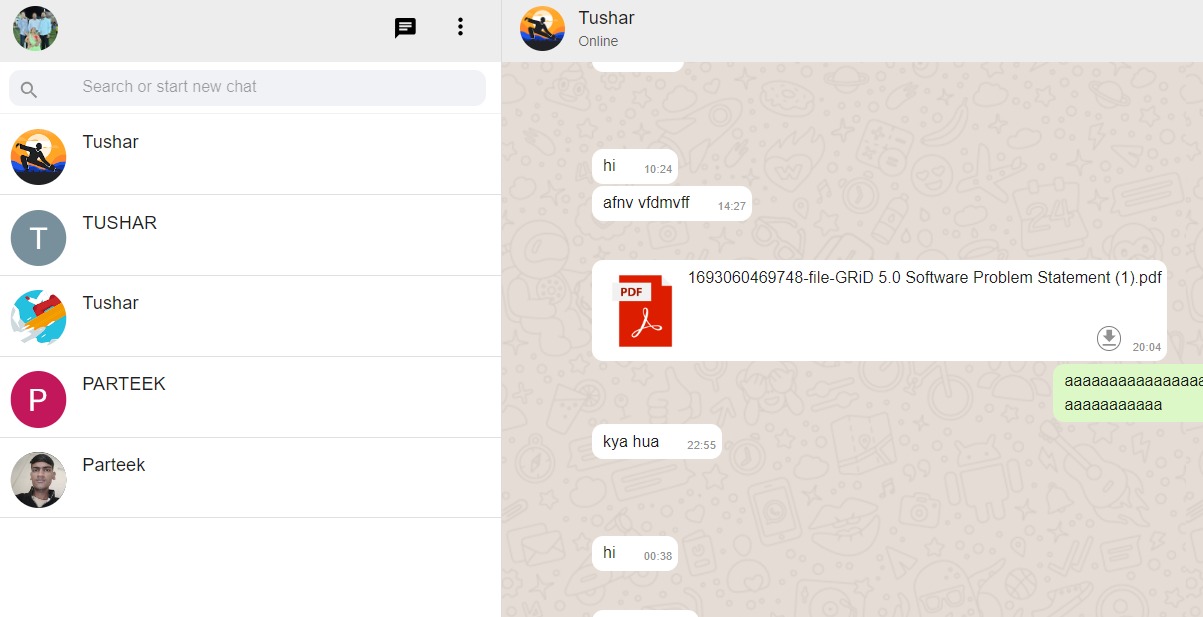 Tushar
Online
Search or start new chat
Tushar
T
TUSHAR
Tushar
P
PARTEEK
Parteek
hi 10:24
afnv vfdmvff 14:27
PDF
1693060469748-file-GRiD 5.0 Software Problem Statement (1).pdf
20:04
aaaaaaaaaaaaaaaa
aaaaaaaaaaa
kya hua 22:55
hi 00:38